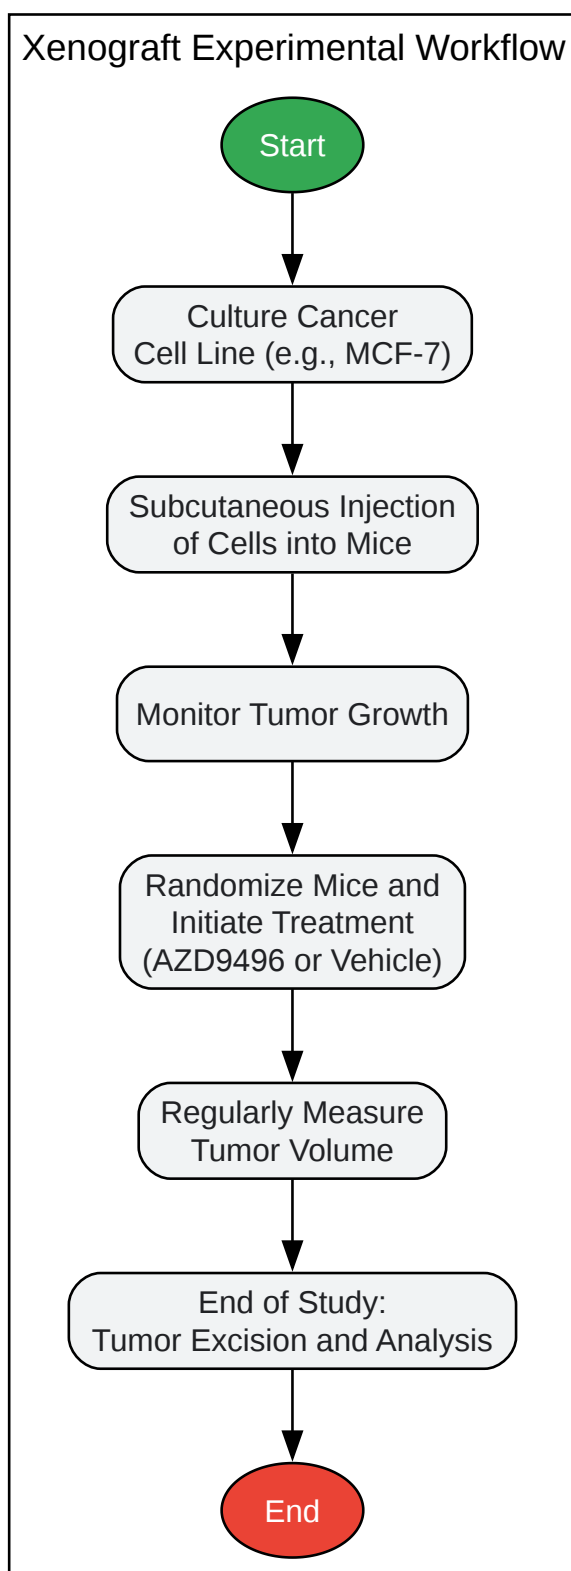 Xenograft Experimental Workflow
Start
Culture Cancer
Cell Line (e.g., MCF-7)
Subcutaneous Injection
of Cells into Mice
Monitor Tumor Growth
Randomize Mice and
Initiate Treatment
(AZD9496 or Vehicle)
Regularly Measure
Tumor Volume
End of Study:
Tumor Excision and Analysis
End